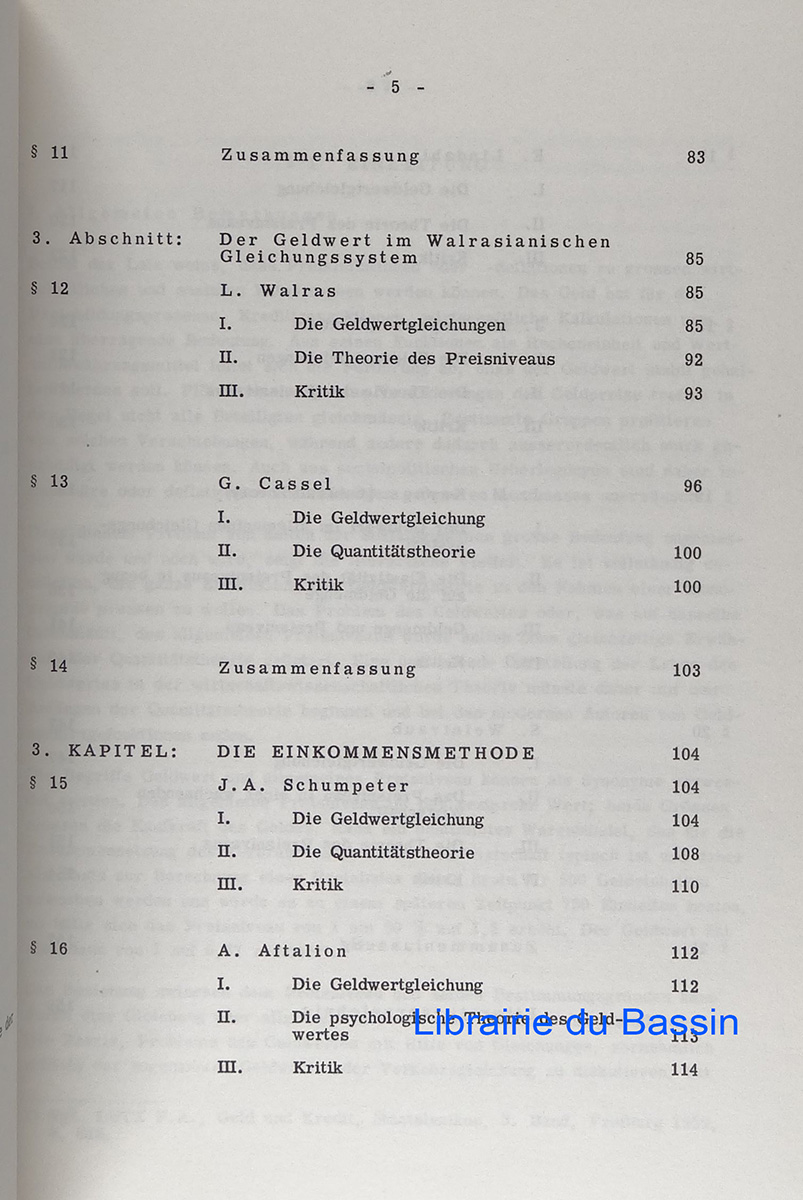 - 5 -
§ 11 Zusammenfassung 83
3. Abschnitt: Der Geldwert im Walrasianischen
Gleichungssystem 85
§ 12 L. Walras 85
I. Die Geldwertgleichungen 85
II. Die Theorie des Preisniveaus 92
III. Kritik 93
§ 13 G. Cassel 96
I. Die Geldwertgleichung
II. Die Quantitätstheorie 100
III. Kritik 100
§ 14 Zusammenfassung 103
3. KAPITEL: DIE EINKOMMENSMETHODE 104
§ 15 J.A. Schumpeter 104
I. Die Geldwertgleichung 104
II. Die Quantitätstheorie 108
III. Kritik 110
§ 16 A. Aftalion 112
I. Die Geldwertgleichung 112
II. Die psychologische Theorie des Geld-
wertes 113
Librairie du Bassin
III. Kritik 114